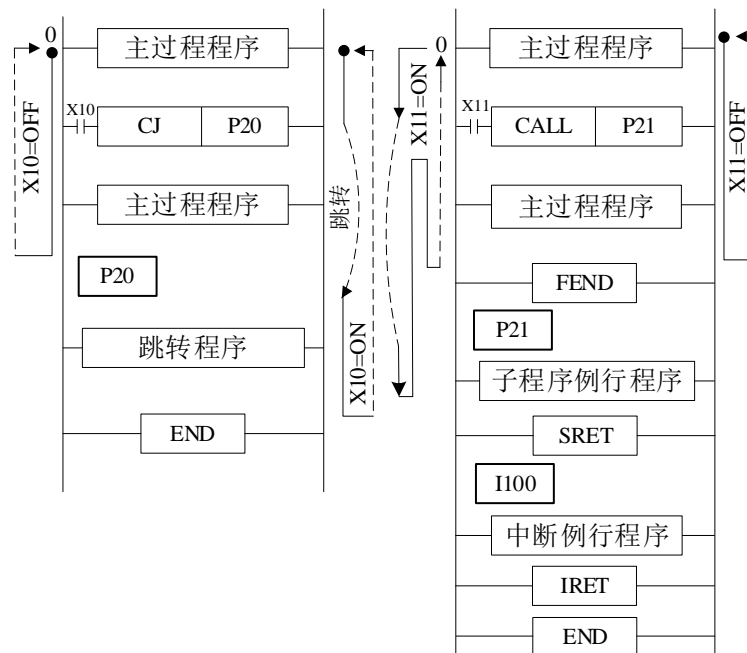 0
主过程程序
X10=OFF
X10
CJ
P20
主过程程序
跳转
P20
跳转程序
X10=ON
END
0
主过程程序
X11=ON
X11
CALL
P21
X11=OFF
主过程程序
FEND
P21
子程序例行程序
SRET
I100
中断例行程序
IRET
END